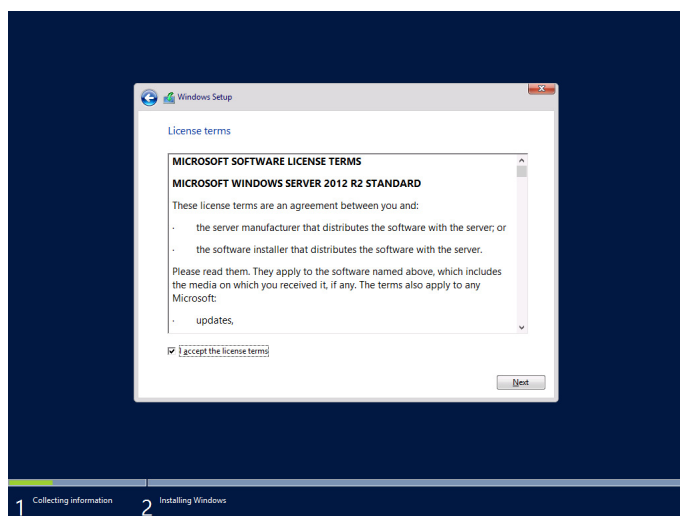 Windows Setup
License terms
MICROSOFT SOFTWARE LICENSE TERMS
MICROSOFT WINDOWS SERVER 2012 R2 STANDARD
These license terms are an agreement between you and:
· the server manufacturer that distributes the software with the server; or
· the software installer that distributes the software with the server.
Please read them. They apply to the software named above, which includes
the media on which you received it, if any. The terms also apply to any
Microsoft:
· updates,
I accept the license terms
Next
1 Collecting information
2 Installing Windows